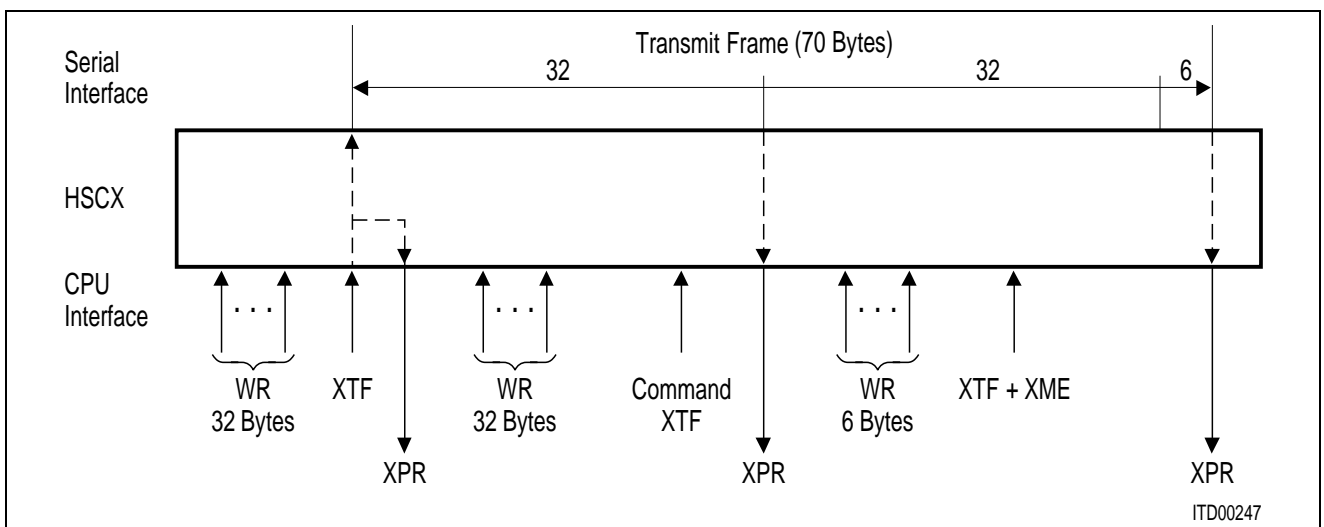 Transmit Frame (70 Bytes)
Serial
Interface
32
32
6
HSCX
CPU
Interface
. . .
. . .
. . .
WR
32 Bytes
XTF
WR
32 Bytes
Command
XTF
WR
6 Bytes
XTF + XME
XPR
XPR
XPR
ITD00247